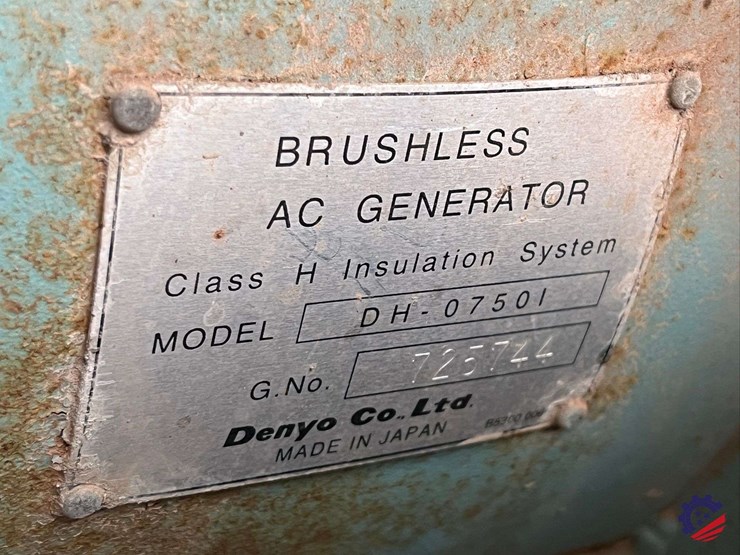 BRUSHLESS
AC GENERATOR
Class H Insulation System
MODEL DH-0750I
G.No. 725744
Denyo Co., Ltd.
MADE IN JAPAN